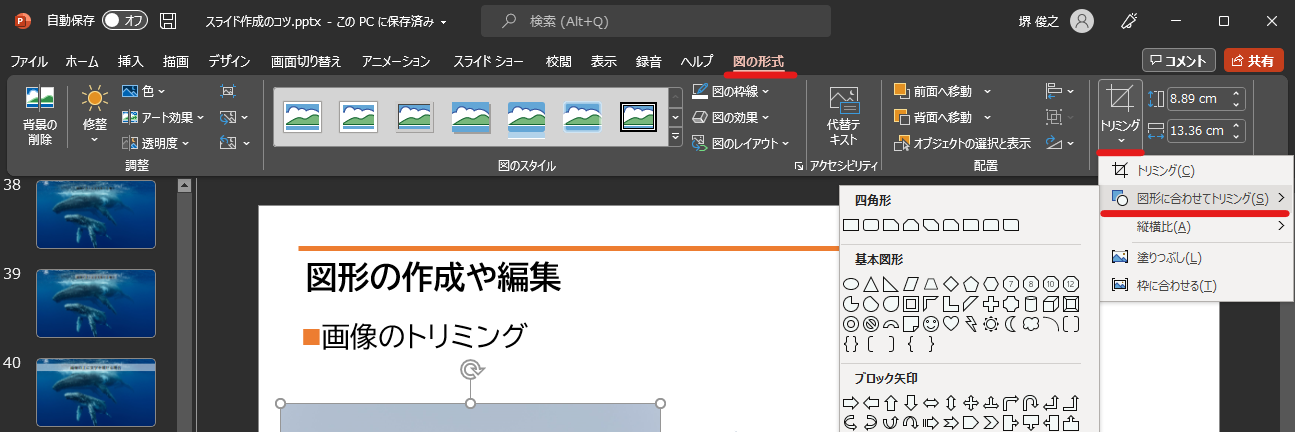 自動保存 オフ スライド作成のコツ.pptx - この PC に保存済み 検索 (Alt+Q) 堺 俊之
ファイル ホーム 挿入 描画 デザイン 画面切り替え アニメーション スライド ショー 校閲 表示 録音 ヘルプ 図の形式 コメント 共有
背景の
削除
修整
色
アート効果
透明度
調整
図の枠線
図の効果
図のレイアウト
図のスタイル
代替テ
キスト
アクセシビリティ
前面へ移動
背面へ移動
オブジェクトの選択と表示
配置
トリミング
8.89 cm
13.36 cm
トリミング(C)
図形に合わせてトリミング(S)
縦横比(A)
塗りつぶし(L)
枠に合わせる(T)
四角形
基本図形
7 8 10 12
ブロック矢印
38
39
40
図形の作成や編集
画像のトリミング